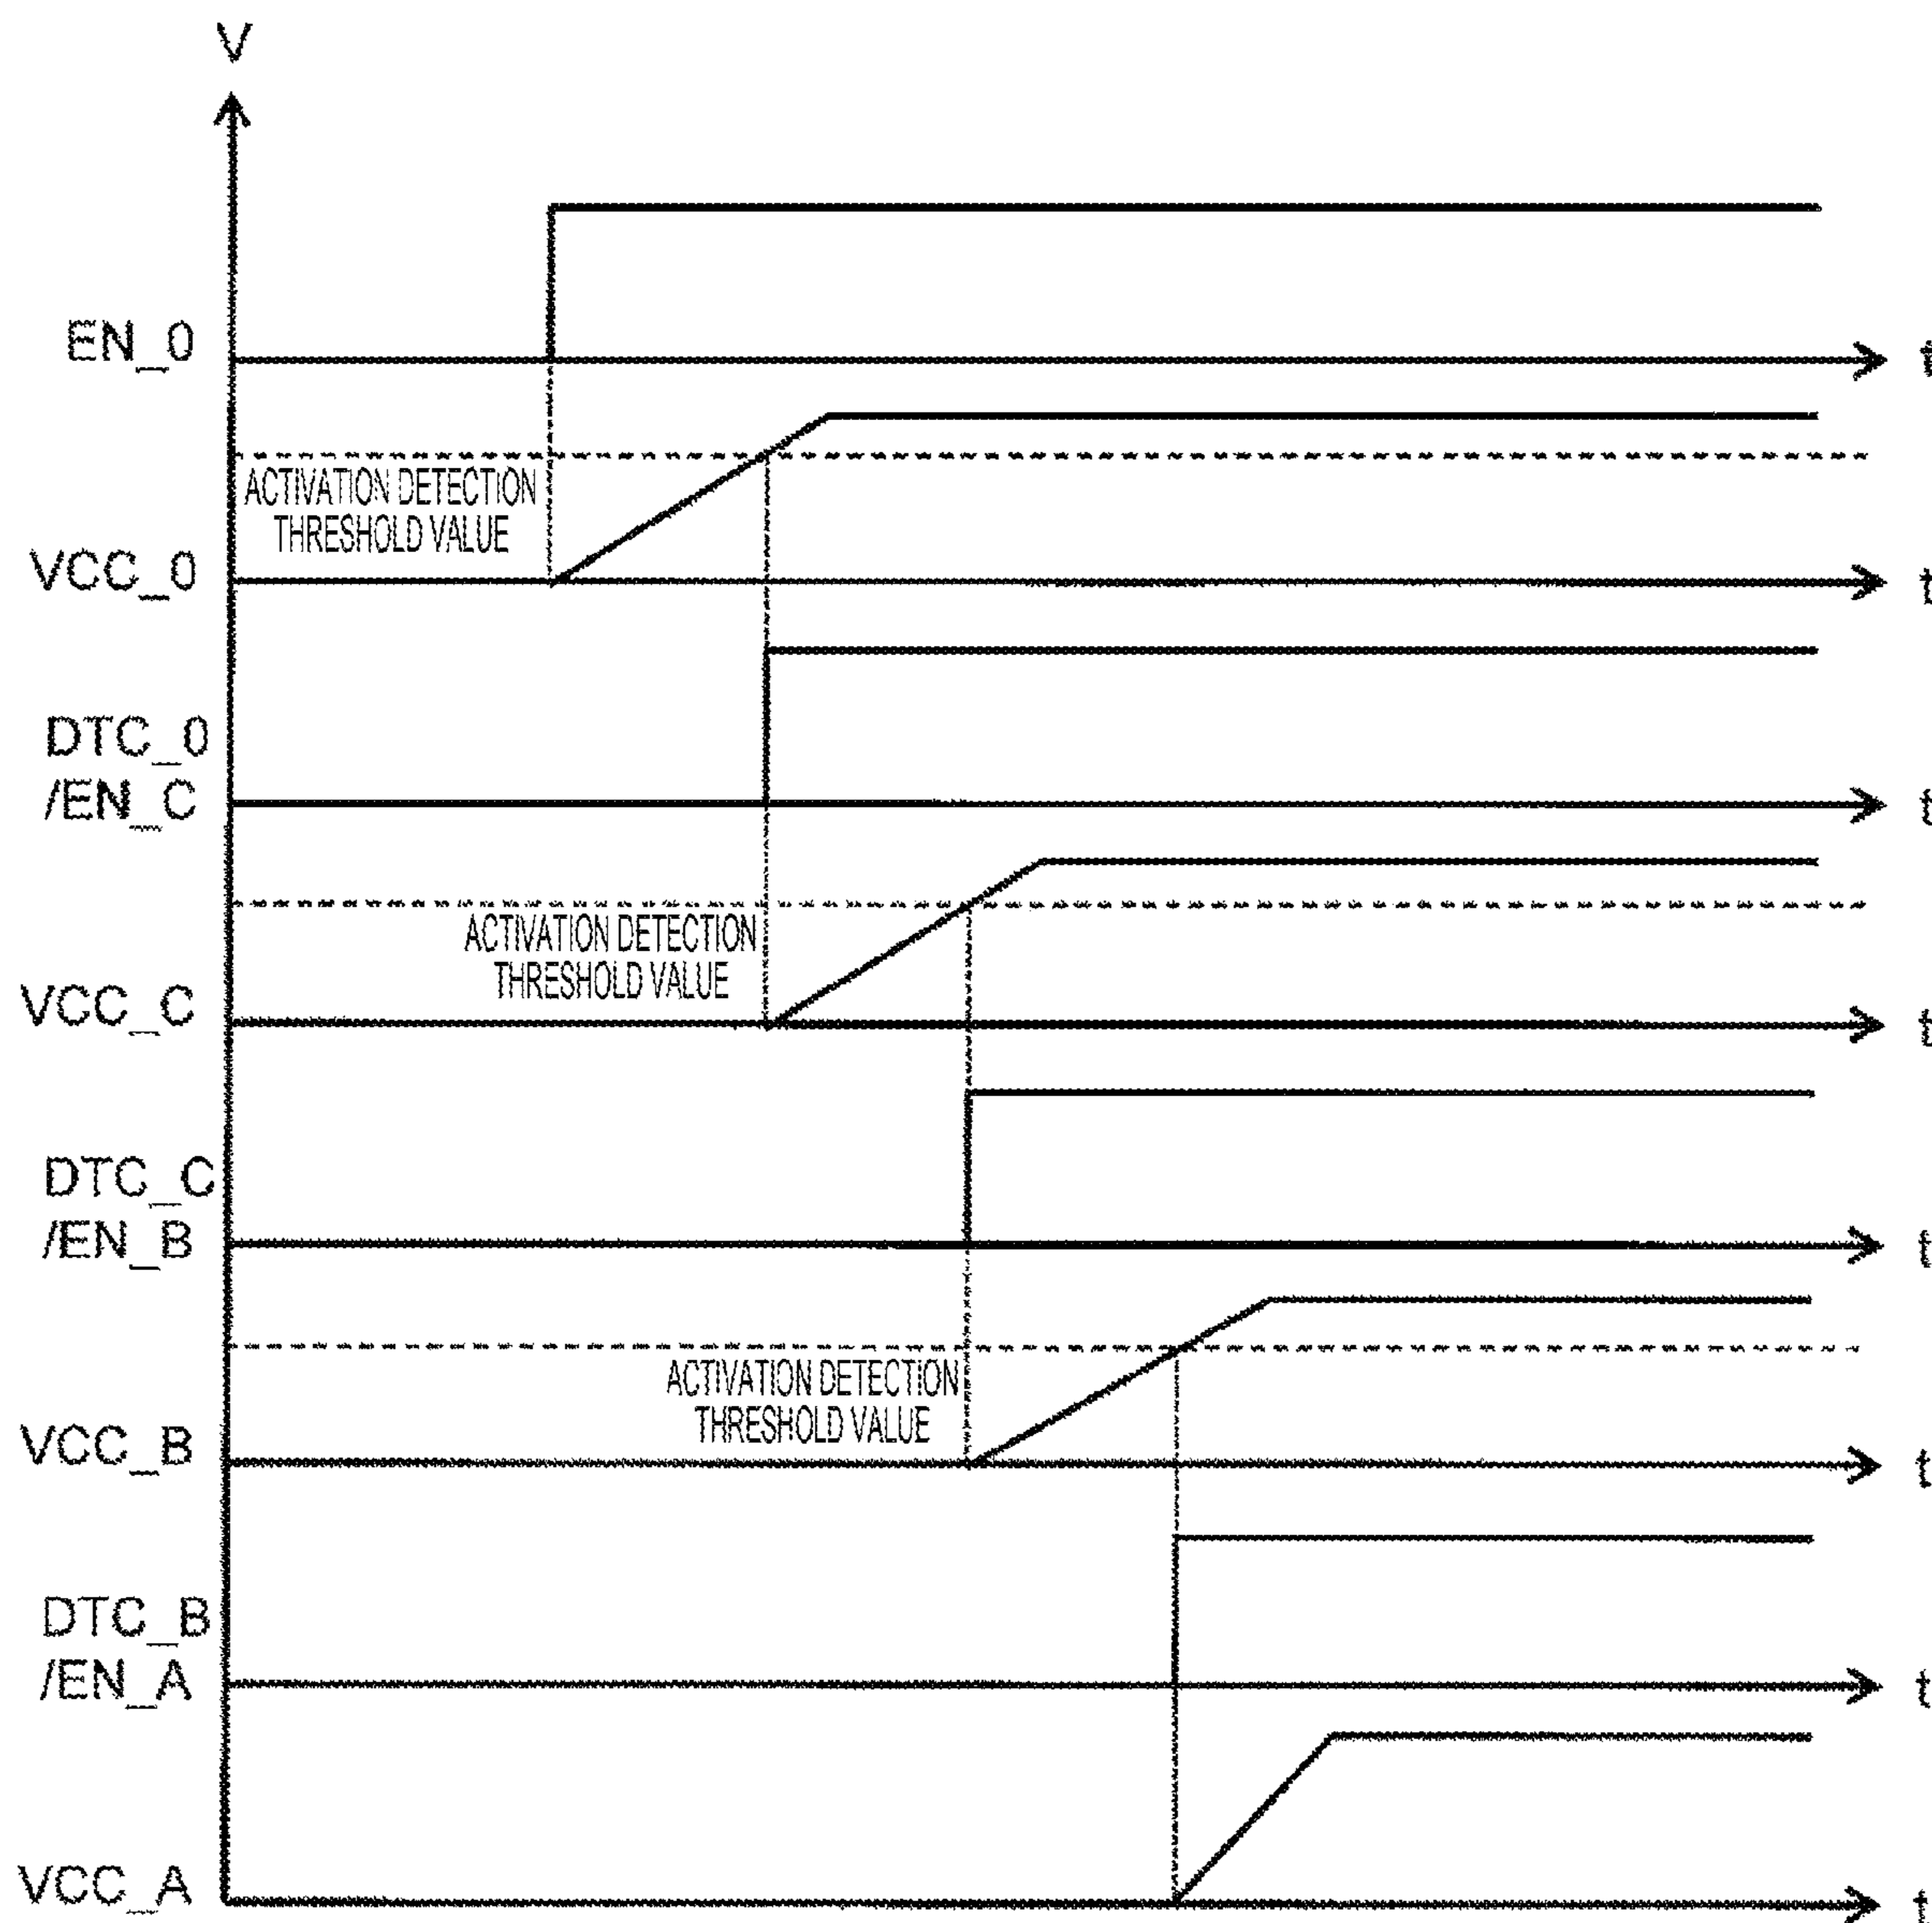 V
EN_0
t
ACTIVATION DETECTION
THRESHOLD VALUE
VCC_0
t
DTC_0
/EN_C
t
ACTIVATION DETECTION
THRESHOLD VALUE
VCC_C
t
DTC_C
/EN_B
t
ACTIVATION DETECTION
THRESHOLD VALUE
VCC_B
t
DTC_B
/EN_A
t
VCC_A
t